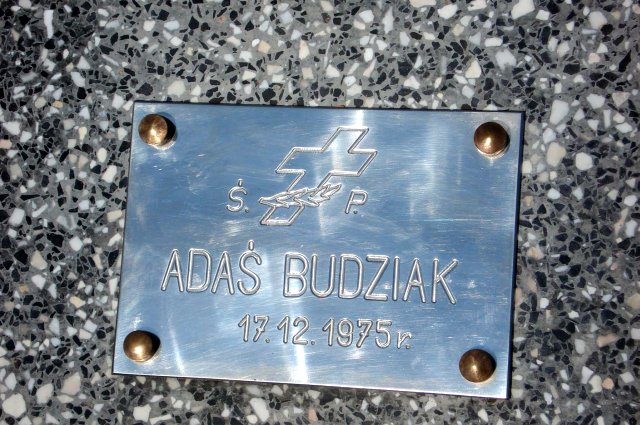 Ś. P.
ADAŚ BUDZIAK
17.12.1975 r.